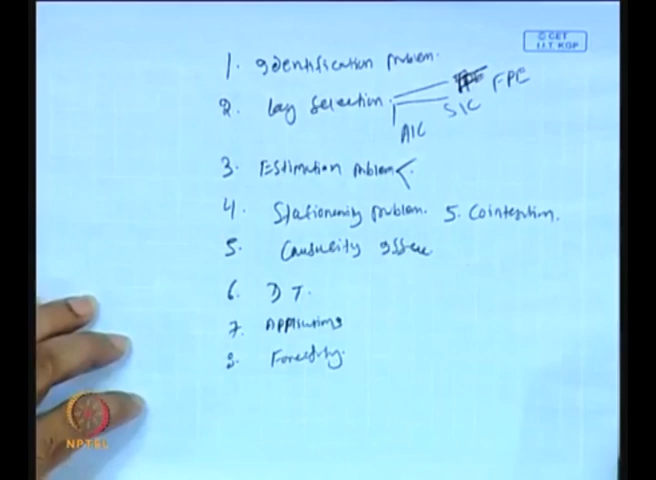 © CET
I.I.T. KGP
1. Identification problem.
2. Lag Selection. FPE
SIC
AIC
3. Estimation problem
4. Stationarity problem. 5. Cointegration.
5. Causality issue
6. D T.
7. Applications
8. Forecasting.
NPTEL